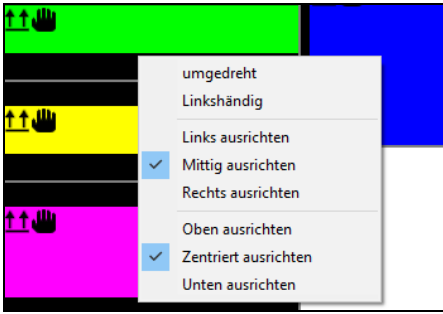 umgedreht
Linkshändig
Links ausrichten
Mittig ausrichten
Rechts ausrichten
Oben ausrichten
Zentriert ausrichten
Unten ausrichten